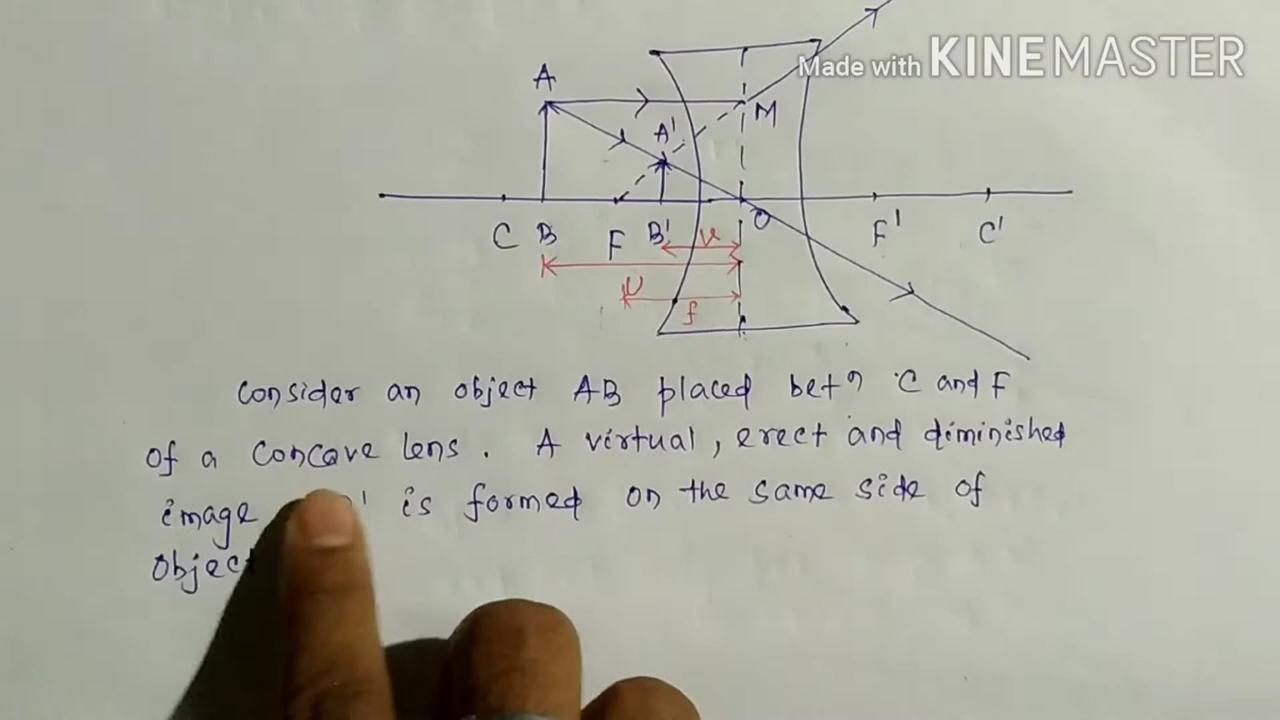 Made with KINEMASTER
A
A'
M
C B F B' O F' C'
u
U
f
Consider an object AB placed betn C and F
of a concave lens. A virtual, erect and diminished
image is formed on the same side of
object